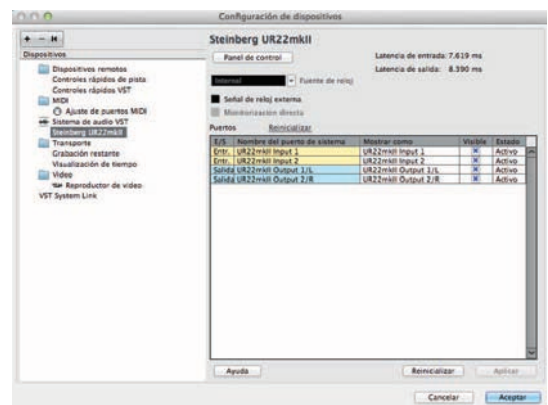 Configuración de dispositivos
+ - |◄
Dispositivos
Dispositivos remotos
Controles rápidos de pista
Controles rápidos VST
MIDI
Ajuste de puertos MIDI
Sistema de audio VST
Steinberg UR22mkII
Transporte
Grabación restante
Visualización de tiempo
Video
Reproductor de video
VST System Link
Steinberg UR22mkII
Panel de control
Latencia de entrada: 7.619 ms
Latencia de salida: 8.390 ms
Internal
Fuente de reloj
Señal de reloj externa
Monitorización directa
Puertos Reinicializar
E/S Nombre del puerto de sistema Mostrar como Visible Estado
Entr. UR22mkII Input 1 UR22mkII Input 1 X Activo
Entr. UR22mkII Input 2 UR22mkII Input 2 X Activo
Salida UR22mkII Output 1/L UR22mkII Output 1/L X Activo
Salida UR22mkII Output 2/R UR22mkII Output 2/R X Activo
Ayuda
Reinicializar
Aplicar
Cancelar
Aceptar